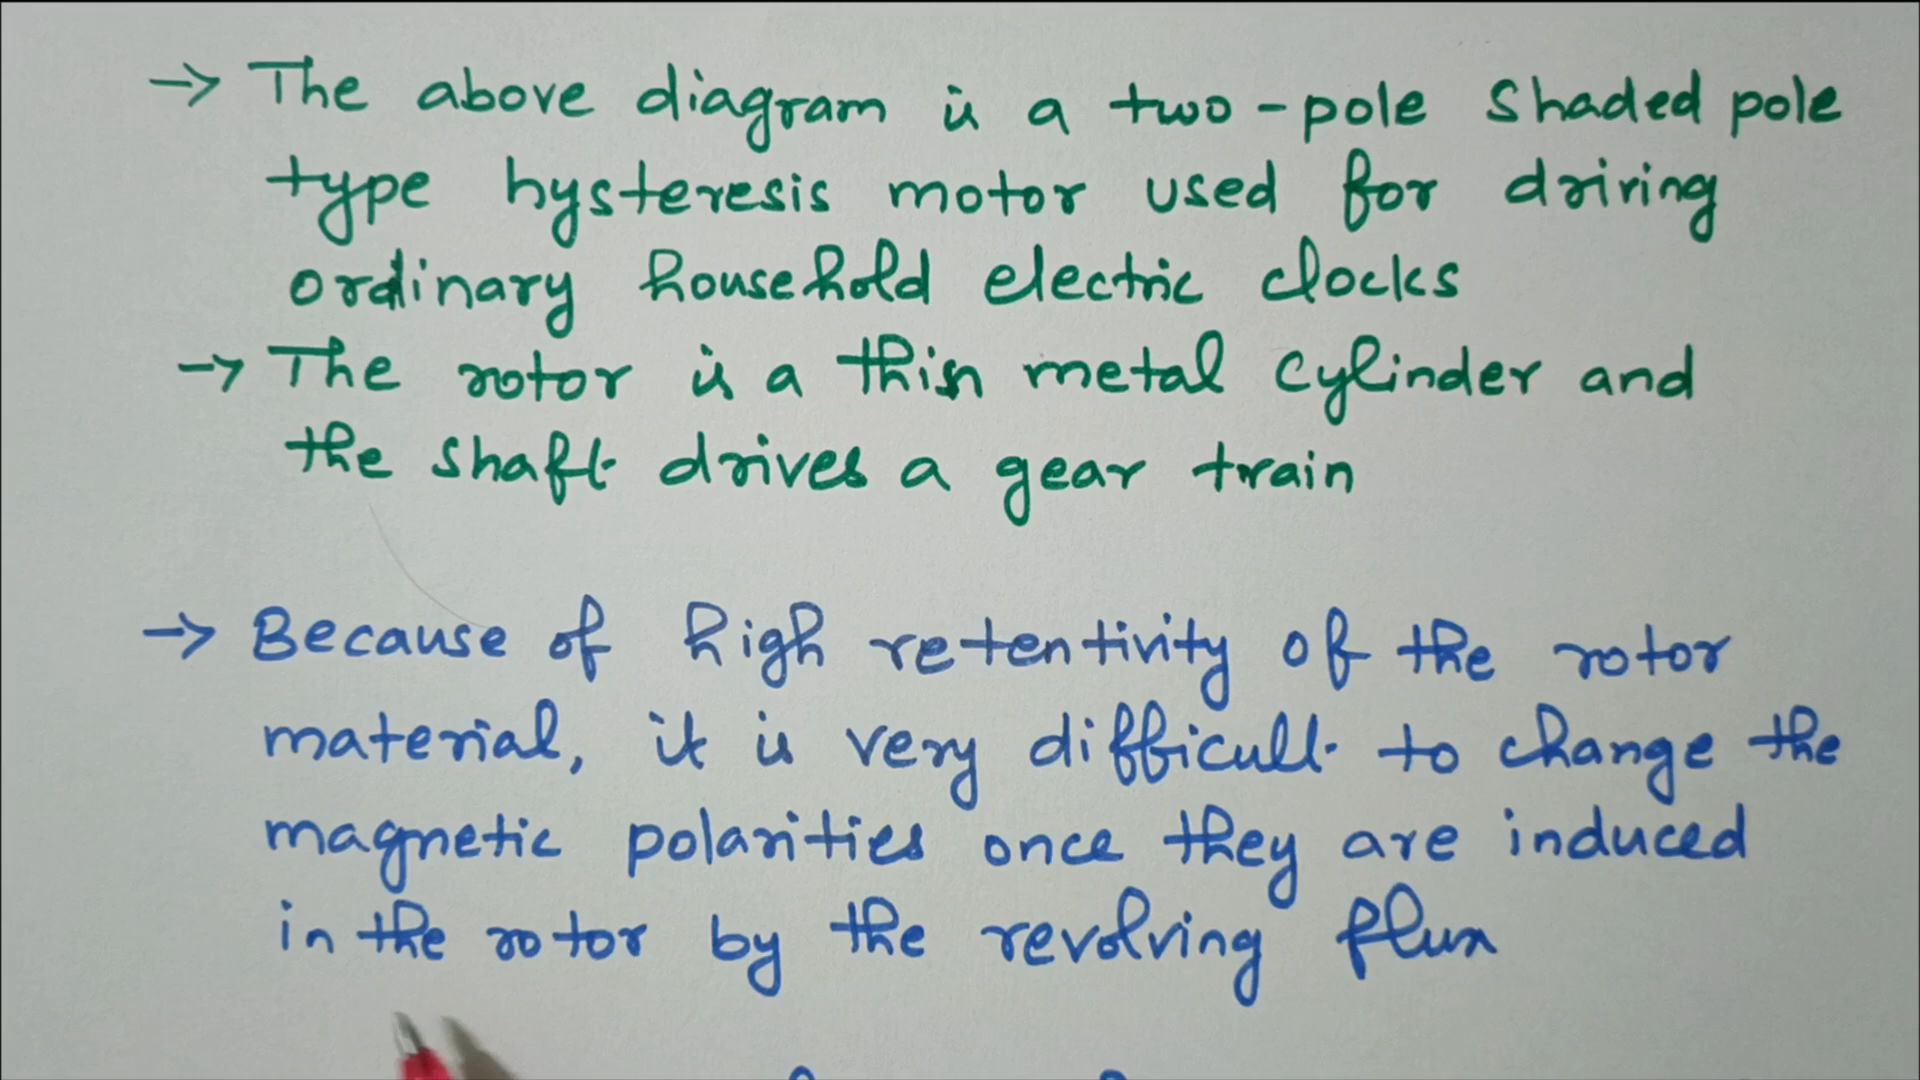 → The above diagram is a two-pole shaded pole
type hysteresis motor used for driving
ordinary household electric clocks
→ The rotor is a thin metal cylinder and
the shaft drives a gear train
→ Because of high retentivity of the rotor
material, it is very difficult to change the
magnetic polarities once they are induced
in the rotor by the revolving flux